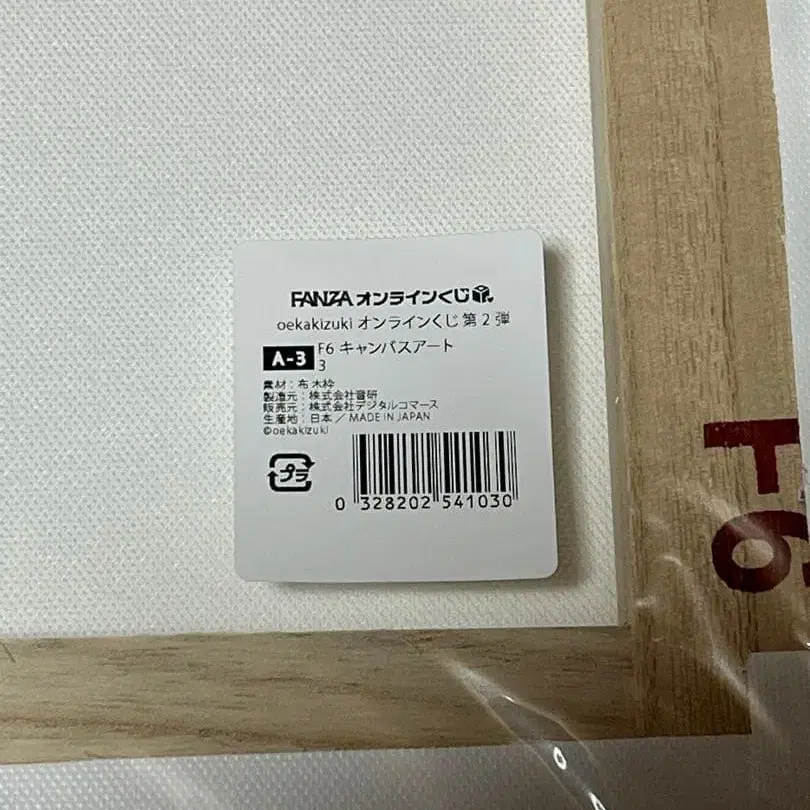 FANZA オンラインくじ
oekakizuki オンラインくじ 第2弾
A-3 F6 キャンバスアート
3
素材：布 木枠
製造元：株式会社晋研
販売元：株式会社デジタルコマース
生産地：日本／MADE IN JAPAN
©oekakizuki
プラ
0 328202 541030
F6